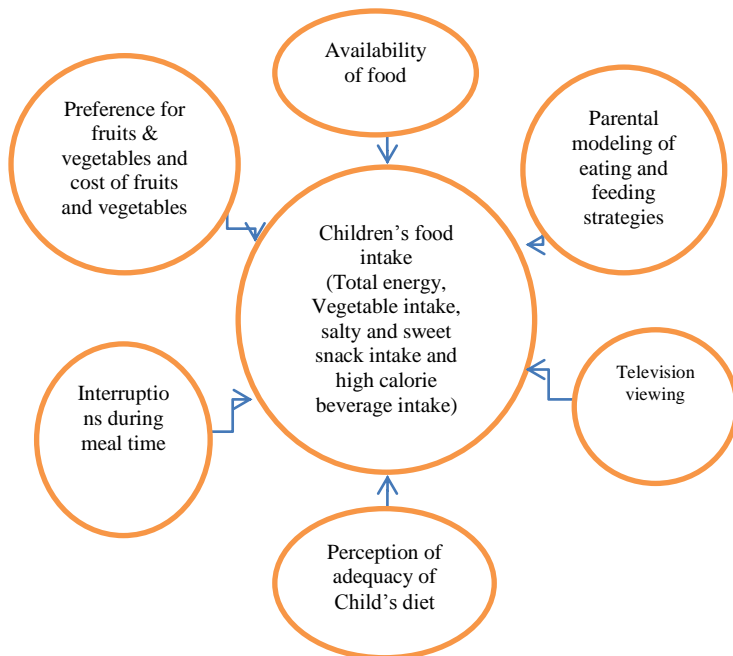 Availability
of food
Preference for
fruits &
vegetables and
cost of fruits
and vegetables
Parental
modeling of
eating and
feeding
strategies
Children’s food
intake
(Total energy,
Vegetable intake,
salty and sweet
snack intake and
high calorie
beverage intake)
Interruptio
ns during
meal time
Television
viewing
Perception of
adequacy of
Child’s diet